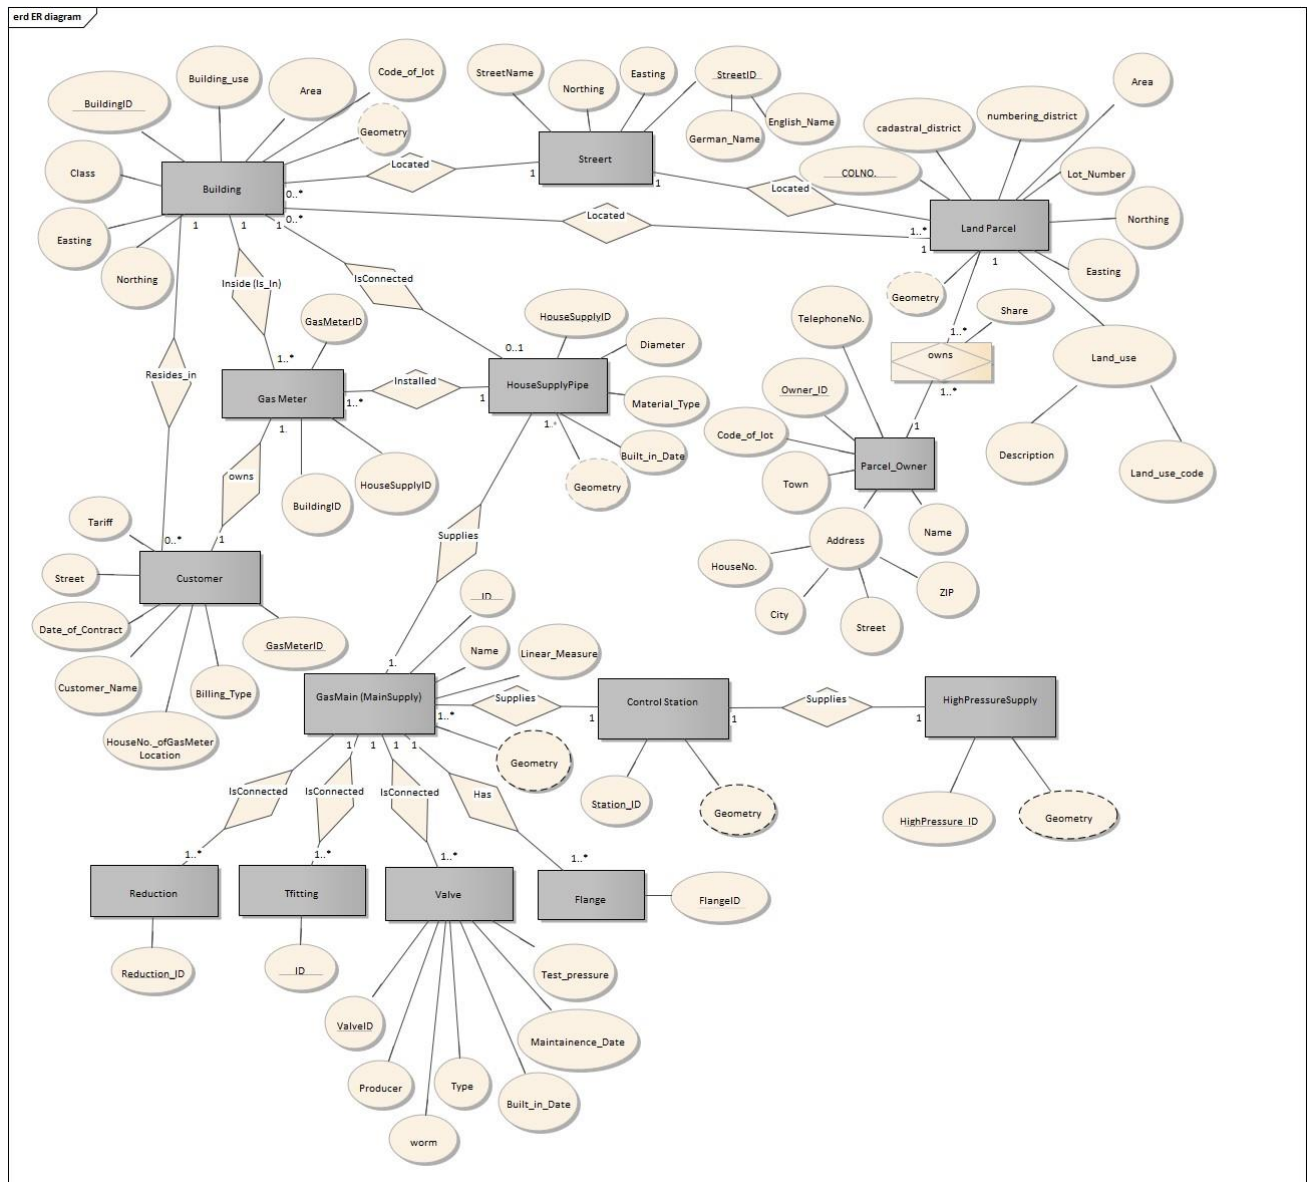 erd ER diagram
BuildingID
Building_use
Area
Code_of_lot
Geometry
Class
Easting
Northing
Building
Located
0..*
0..*
1
1
1
StreetName
Northing
Easting
StreetID
German_Name
English_Name
Streert
1
1
Located
Located
COLNO.
cadastral_district
numbering_district
Area
Lot_Number
Northing
Easting
Land Parcel
1..*
1
1
Geometry
Land_use
Description
Land_use_code
Share
1..*
owns
1..*
1
TelephoneNo.
Owner_ID
Code_of_lot
Town
Parcel_Owner
Name
Address
HouseNo.
City
Street
ZIP
Inside (Is_In)
IsConnected
GasMeterID
1..*
Gas Meter
1..*
Installed
1
0..1
HouseSupplyID
Diameter
Material_Type
Built_in_Date
Geometry
HouseSupplyPipe
1..*
Resides_in
1.
owns
1
BuildingID
HouseSupplyID
0..*
Tariff
Street
Date_of_Contract
Customer_Name
HouseNo._ofGasMeter
Location
Billing_Type
GasMeterID
Customer
Supplies
1.
ID
Name
Linear_Measure
Geometry
GasMain (MainSupply)
1..*
Supplies
1
Control Station
1
Station_ID
Geometry
Supplies
1
HighPressureSupply
HighPressure_ID
Geometry
1
1
1
1
IsConnected
IsConnected
IsConnected
Has
1..*
1..*
1..*
1..*
Reduction
Tfitting
Valve
Flange
FlangeID
Reduction_ID
ID
ValveID
Producer
worm
Type
Built_in_Date
Maintainence_Date
Test_pressure